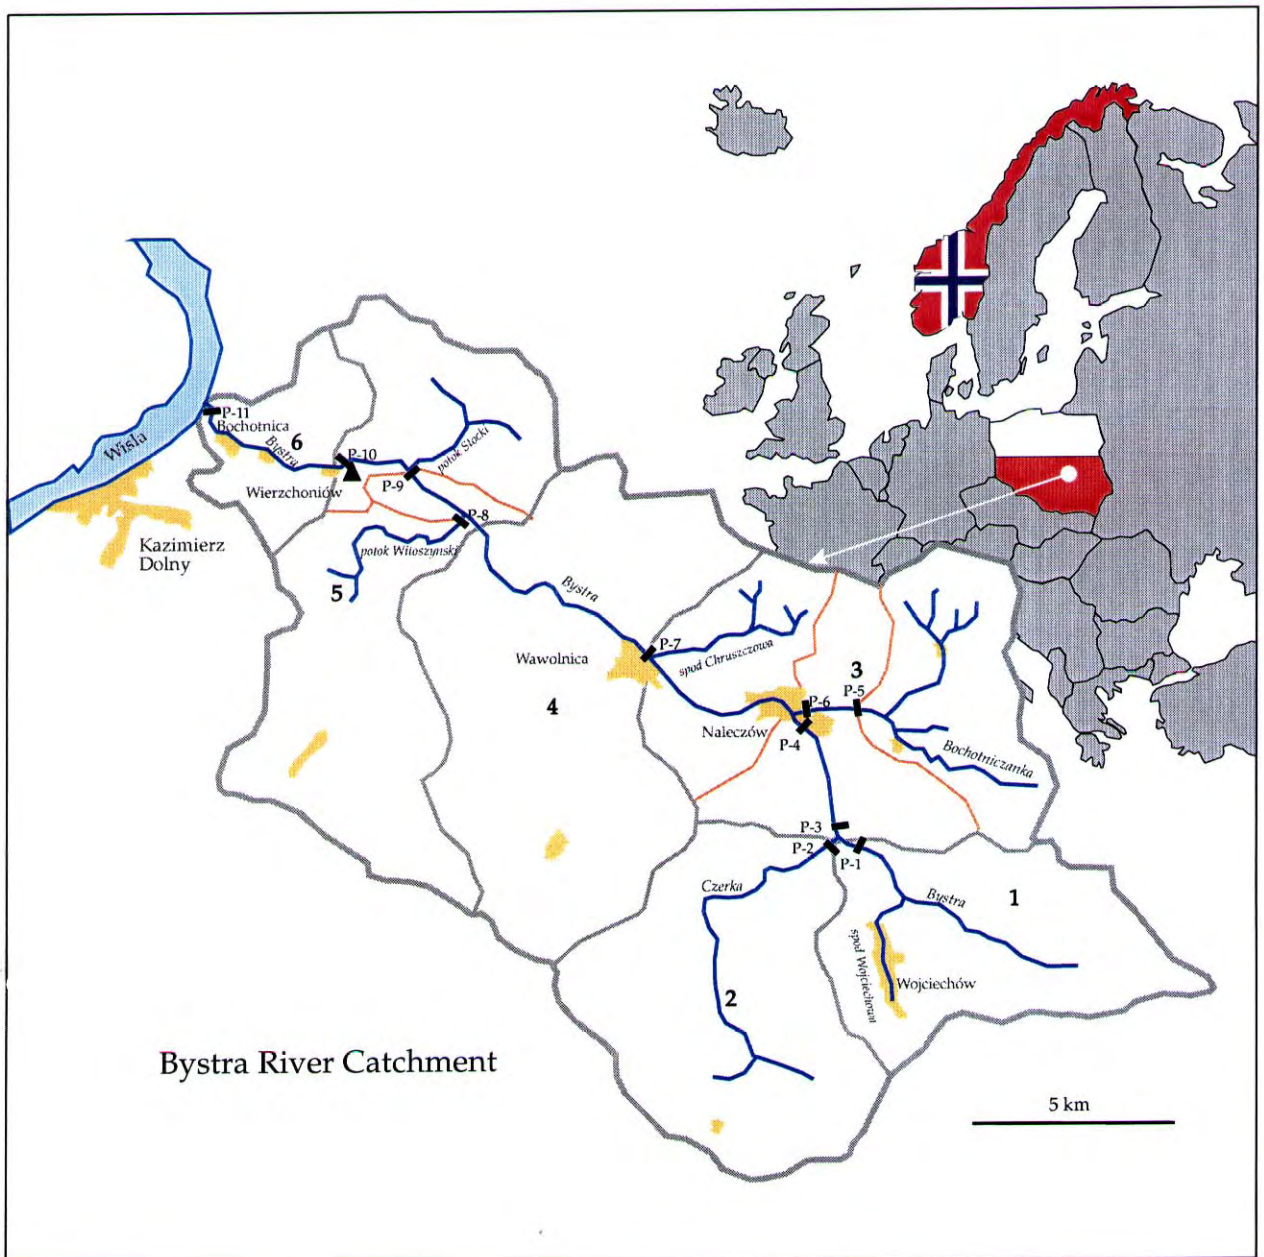 P-11
Bochotnica
Bystra
6
Wisla
P-10
potok Stocki
P-9
Wierzchoniów
P-8
Kazimierz
Dolny
potok Witoszynski
5
Bystra
P-7
Wawolnica
spod Chruszczowa
3
4
P-5
P-6
Naleczów
P-4
Bochotniczanka
P-3
P-2
P-1
Czerka
Bystra
1
spod Wojciechowa
Wojciechów
2
Bystra River Catchment
5 km